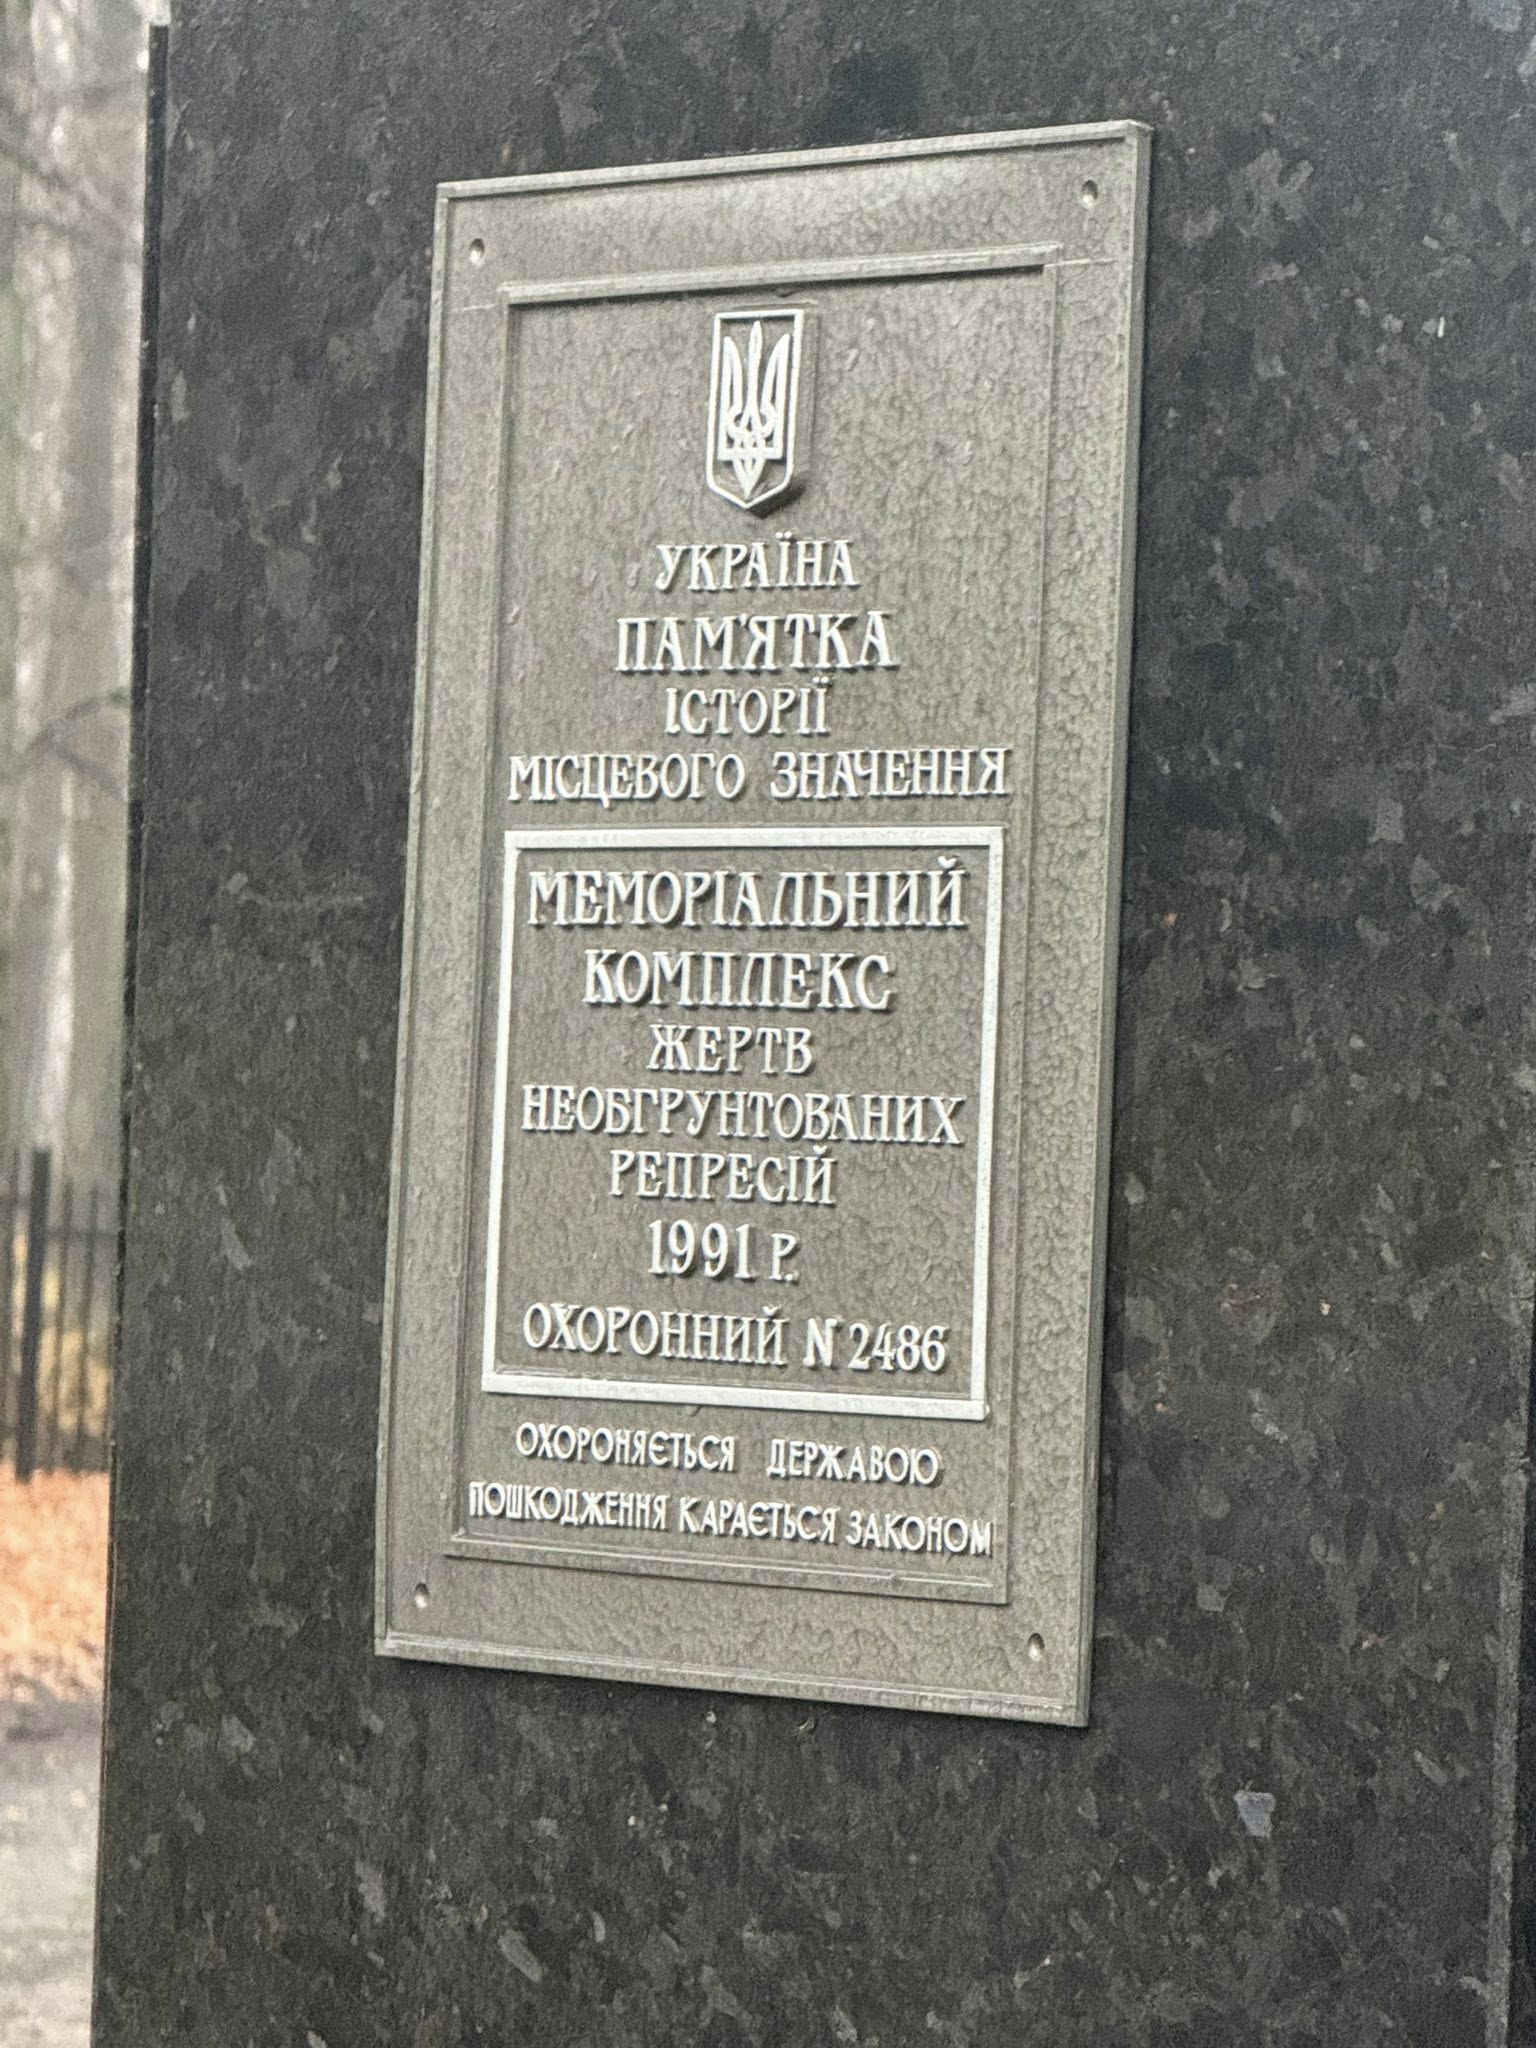 УКРАЇНА
ПАМ'ЯТКА
ІСТОРІЇ
МІСЦЕВОГО ЗНАЧЕННЯ
МЕМОРІАЛЬНИЙ
КОМПЛЕКС
ЖЕРТВ
НЕОБГРУНТОВАНИХ
РЕПРЕСІЙ
1991 Р.
ОХОРОННИЙ N 2486
ОХОРОНЯЄТЬСЯ ДЕРЖАВОЮ
ПОШКОДЖЕННЯ КАРАЄТЬСЯ ЗАКОНОМ